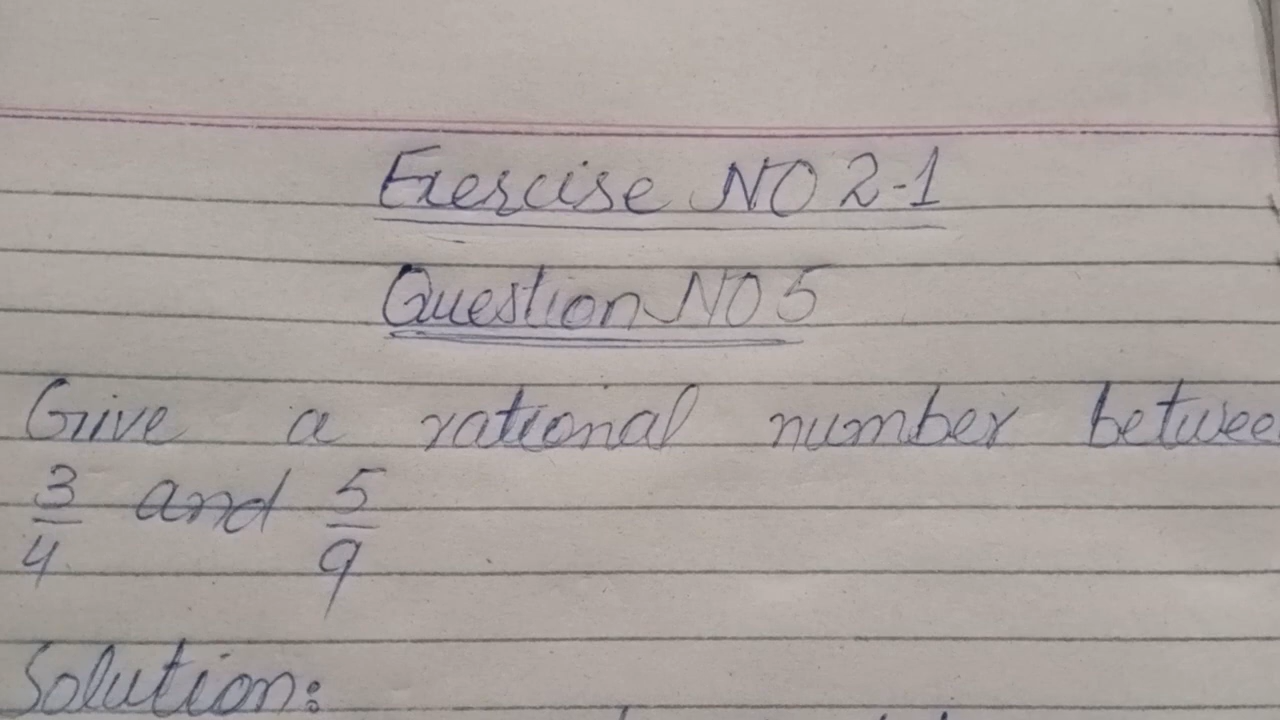 Exercise NO 2-1
Question NO 5
Give a rational number betwee
3/4 and 5/9
Solution: